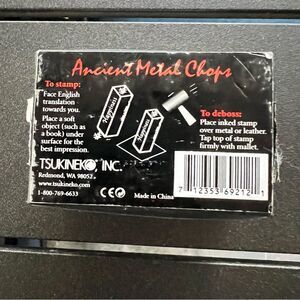 Ancient Metal Chops
To stamp:
Face English
translation
towards you.
Place a soft
object (such as
a book) under
surface for the
best impression.
Happiness
Happiness
To deboss:
Place inked stamp
over metal or leather.
Tap top of stamp
firmly with mallet.
TSUKINEKO, INC.
Redmond, WA 98052
www.tsukineko.com
1-800-769-6633
CE
Made in China
7 12353 69212 1